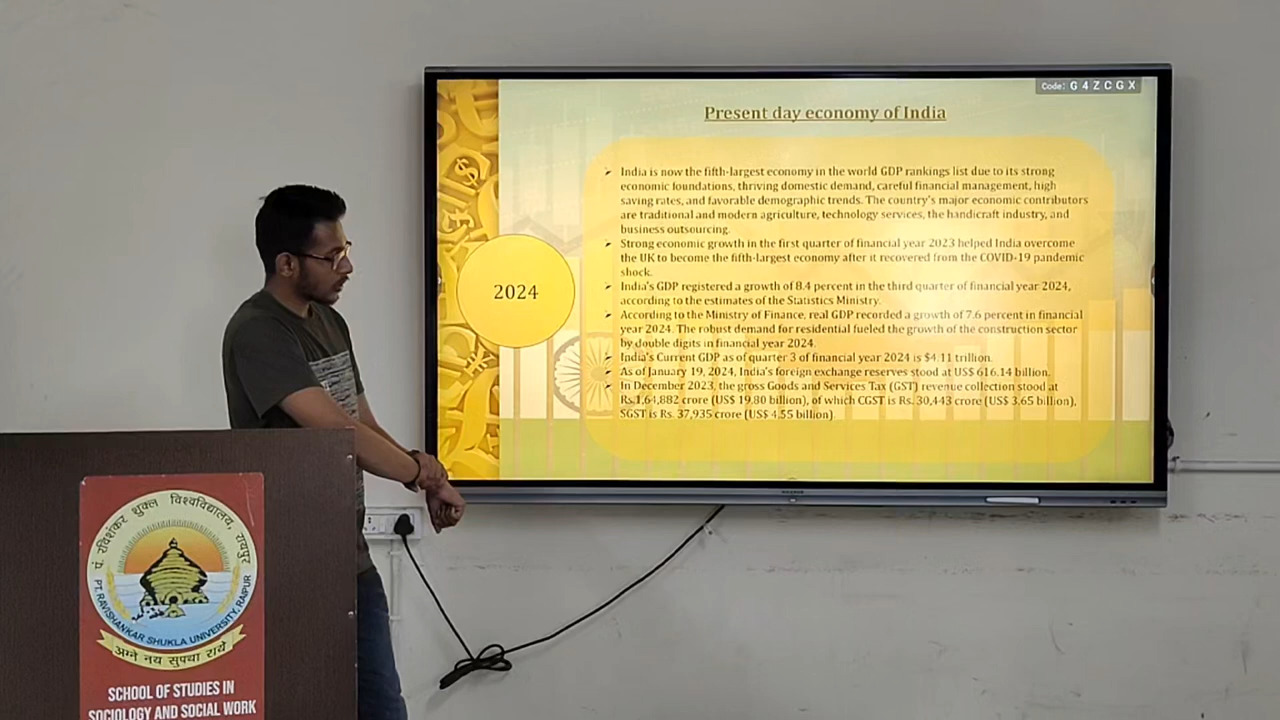 Code: G 4 Z C G X
Present day economy of India
➢ India is now the fifth-largest economy in the world GDP rankings list due to its strong
economic foundations, thriving domestic demand, careful financial management, high
saving rates, and favorable demographic trends. The country's major economic contributors
are traditional and modern agriculture, technology services, the handicraft industry, and
business outsourcing.
➢ Strong economic growth in the first quarter of financial year 2023 helped India overcome
the UK to become the fifth-largest economy after it recovered from the COVID-19 pandemic
shock.
➢ India's GDP registered a growth of 8.4 percent in the third quarter of financial year 2024,
according to the estimates of the Statistics Ministry.
➢ According to the Ministry of Finance, real GDP recorded a growth of 7.6 percent in financial
year 2024. The robust demand for residential fueled the growth of the construction sector
by double digits in financial year 2024.
➢ India's Current GDP as of quarter 3 of financial year 2024 is $4.11 trillion.
➢ As of January 19, 2024, India's foreign exchange reserves stood at US$ 616.14 billion.
➢ In December 2023, the gross Goods and Services Tax (GST) revenue collection stood at
Rs.1,64,882 crore (US$ 19.80 billion), of which CGST is Rs. 30,443 crore (US$ 3.65 billion),
SGST is Rs. 37,935 crore (US$ 4.55 billion)
2024
पं. रविशंकर शुक्ल विश्वविद्यालय, रायपुर
PT. RAVISHANKAR SHUKLA UNIVERSITY, RAIPUR
अग्ने नय सुपथा राये
SCHOOL OF STUDIES IN
SOCIOLOGY AND SOCIAL WORK